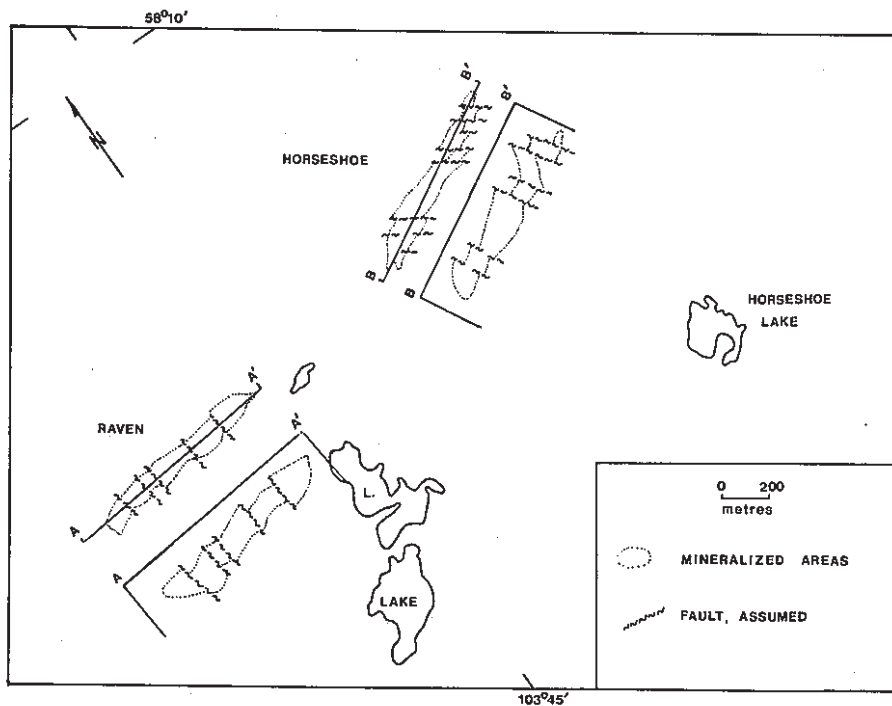 58°10'
N
HORSESHOE
B'
B'
B
B
HORSESHOE
LAKE
RAVEN
A'
A'
A
A
L.
LAKE
0 200
metres
MINERALIZED AREAS
FAULT, ASSUMED
103°45'